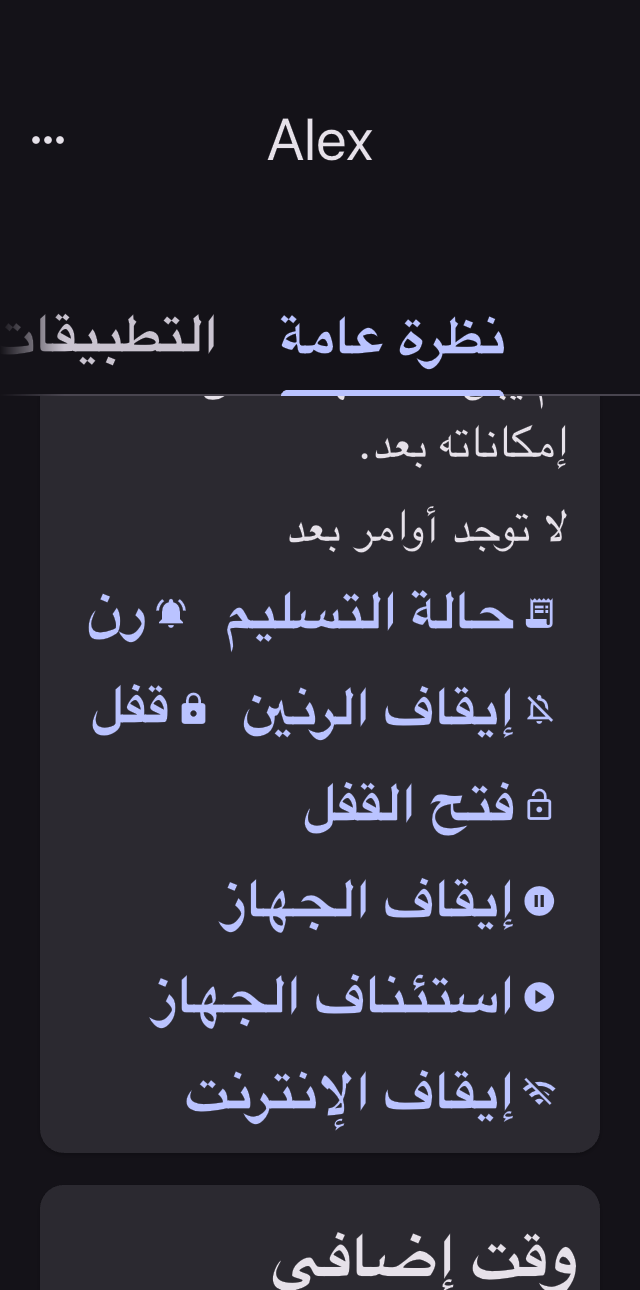 Alex
نظرة عامة التطبيقات
إمكاناته بعد.
لا توجد أوامر بعد
حالة التسليم رن
إيقاف الرنين قفل
فتح القفل
إيقاف الجهاز
استئناف الجهاز
إيقاف الإنترنت
وقت إضافي